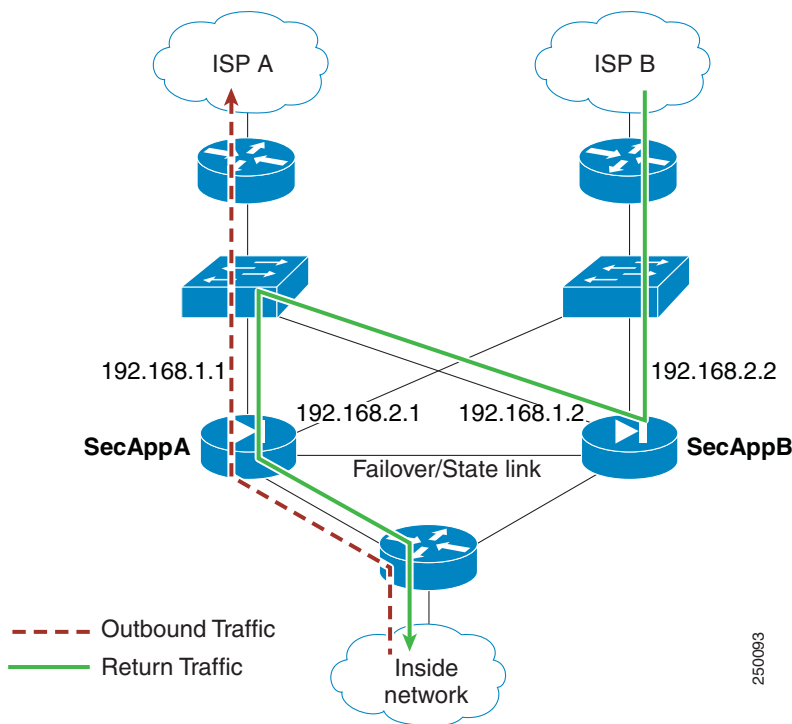 ISP A
ISP B
192.168.1.1
192.168.2.2
192.168.2.1
192.168.1.2
SecAppA
SecAppB
Failover/State link
Outbound Traffic
Return Traffic
Inside
network
250093